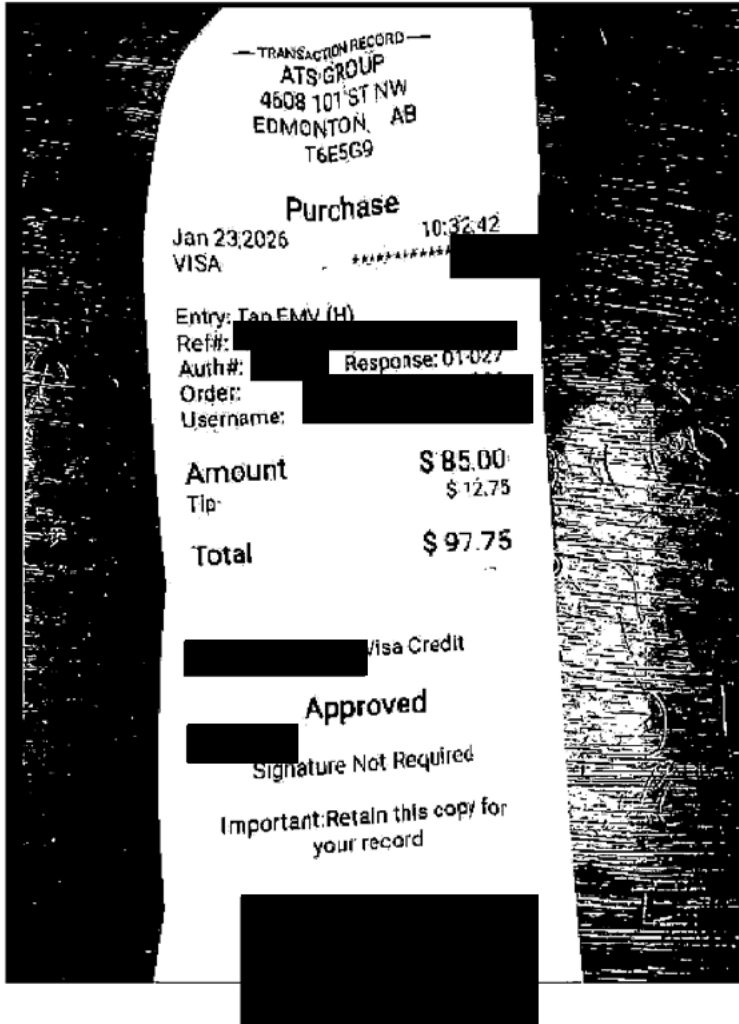 — TRANSACTION RECORD —
ATS GROUP
4608 101 ST NW
EDMONTON, AB
T6E5G9
Purchase
Jan 23,2026 10:32:42
VISA ************
Entry: Tap EMV (H)
Ref#:
Auth#: Response: 01-027
Order:
Username:
Amount $ 85.00
Tip $ 12.75
Total $ 97.75
Visa Credit
Approved
Signature Not Required
Important:Retain this copy for
your record